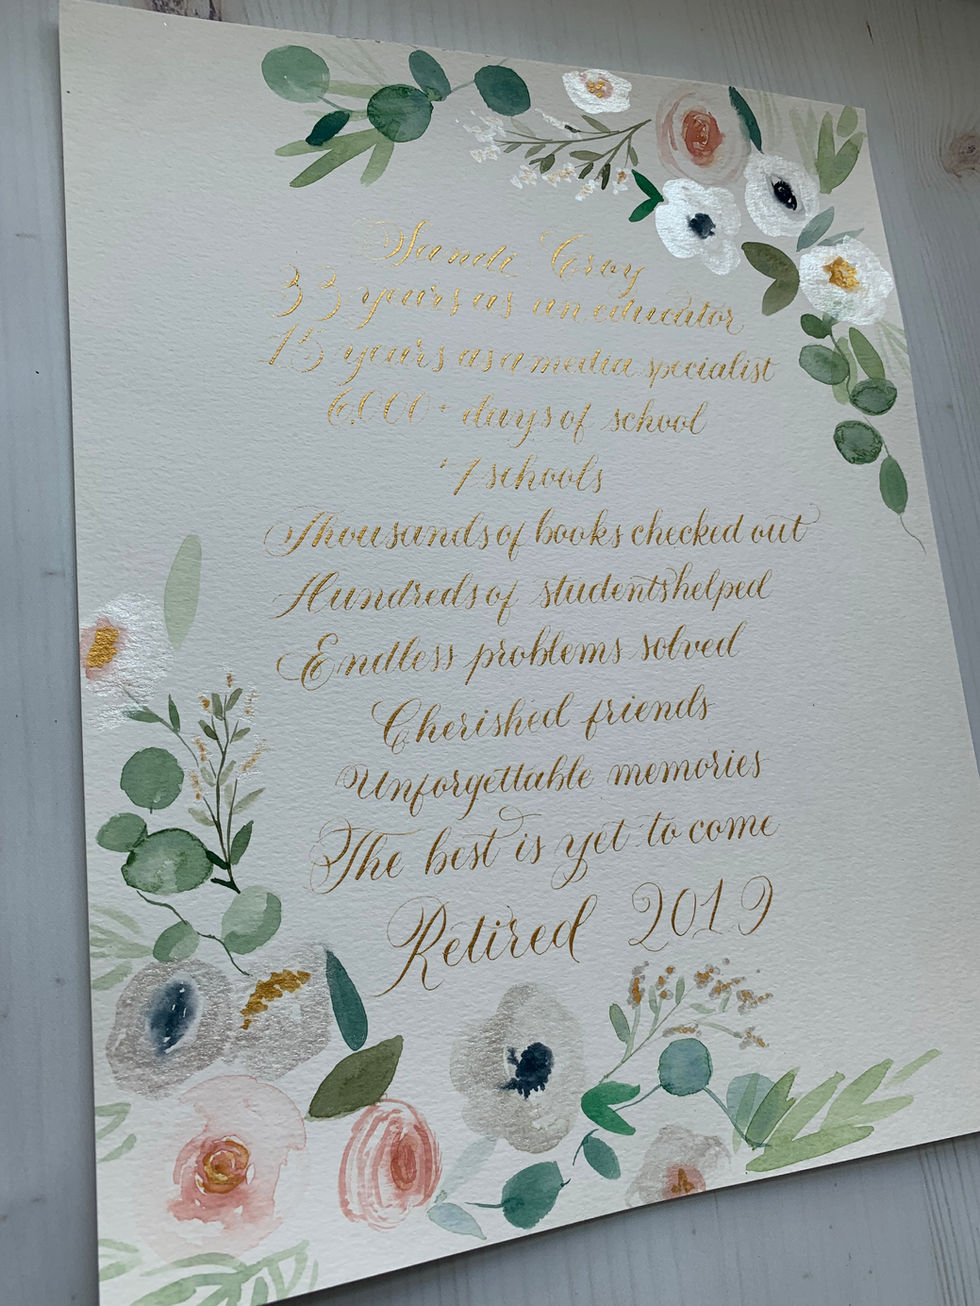 Sandi Gray
33 years as an educator
15 years as a media specialist
6,000+ days of school
schools
Thousands of books checked out
Hundreds of students helped
Endless problems solved
Cherished friends
Unforgettable memories
The best is yet to come
Retired 2019